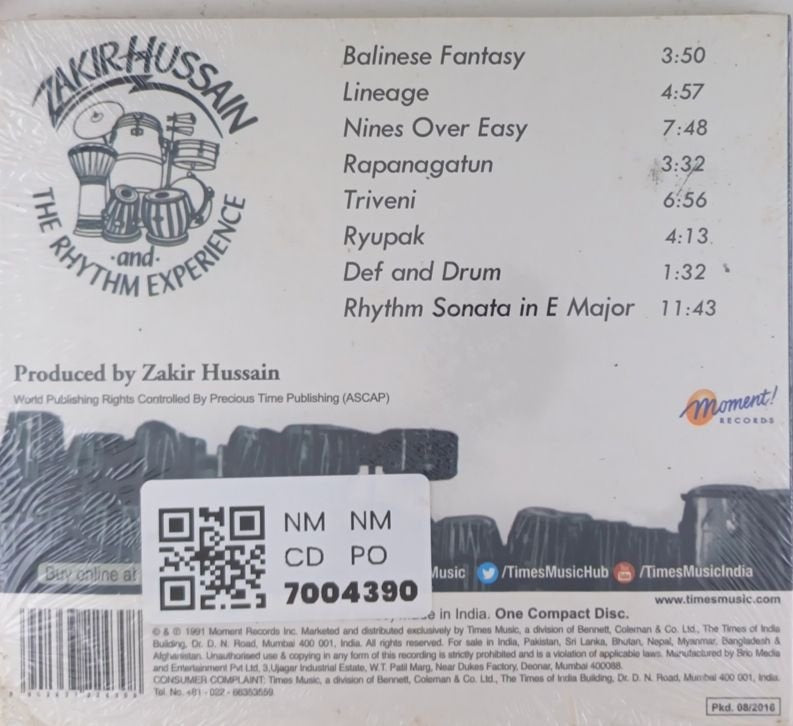 ZAKIR HUSSAIN
·and·
THE RHYTHM EXPERIENCE
Balinese Fantasy 3:50
Lineage 4:57
Nines Over Easy 7:48
Rapanagatun 3:32
Triveni 6:56
Ryupak 4:13
Def and Drum 1:32
Rhythm Sonata in E Major 11:43
Produced by Zakir Hussain
World Publishing Rights Controlled By Precious Time Publishing (ASCAP)
Moment!
RECORDS
NM NM
CD PO
7004390
Buy online at
Music /TimesMusicHub You Tube /TimesMusicIndia
www.timesmusic.com
in India. One Compact Disc.
© & ℗ 1991 Moment Records Inc. Marketed and distributed exclusively by Times Music, a division of Bennett, Coleman & Co. Ltd., The Times of India
Building, Dr. D. N. Road, Mumbai 400 001, India. All rights reserved. For sale in India, Pakistan, Sri Lanka, Bhutan, Nepal, Myanmar, Bangladesh &
Afghanistan. Unauthorised use & copying in any form of this recording is strictly prohibited and is a violation of applicable laws. Manufactured by Brio Media
and Entertainment Pvt Ltd, 3,Ujagar Industrial Estate, W.T. Patil Marg, Near Dukes Factory, Deonar, Mumbai 400088.
CONSUMER COMPLAINT: Times Music, a division of Bennett, Coleman & Co. Ltd., The Times of India Building, Dr. D. N. Road, Mumbai 400 001, India.
Tel. No. +91 - 022 - 66353559
Pkd. 08/2016